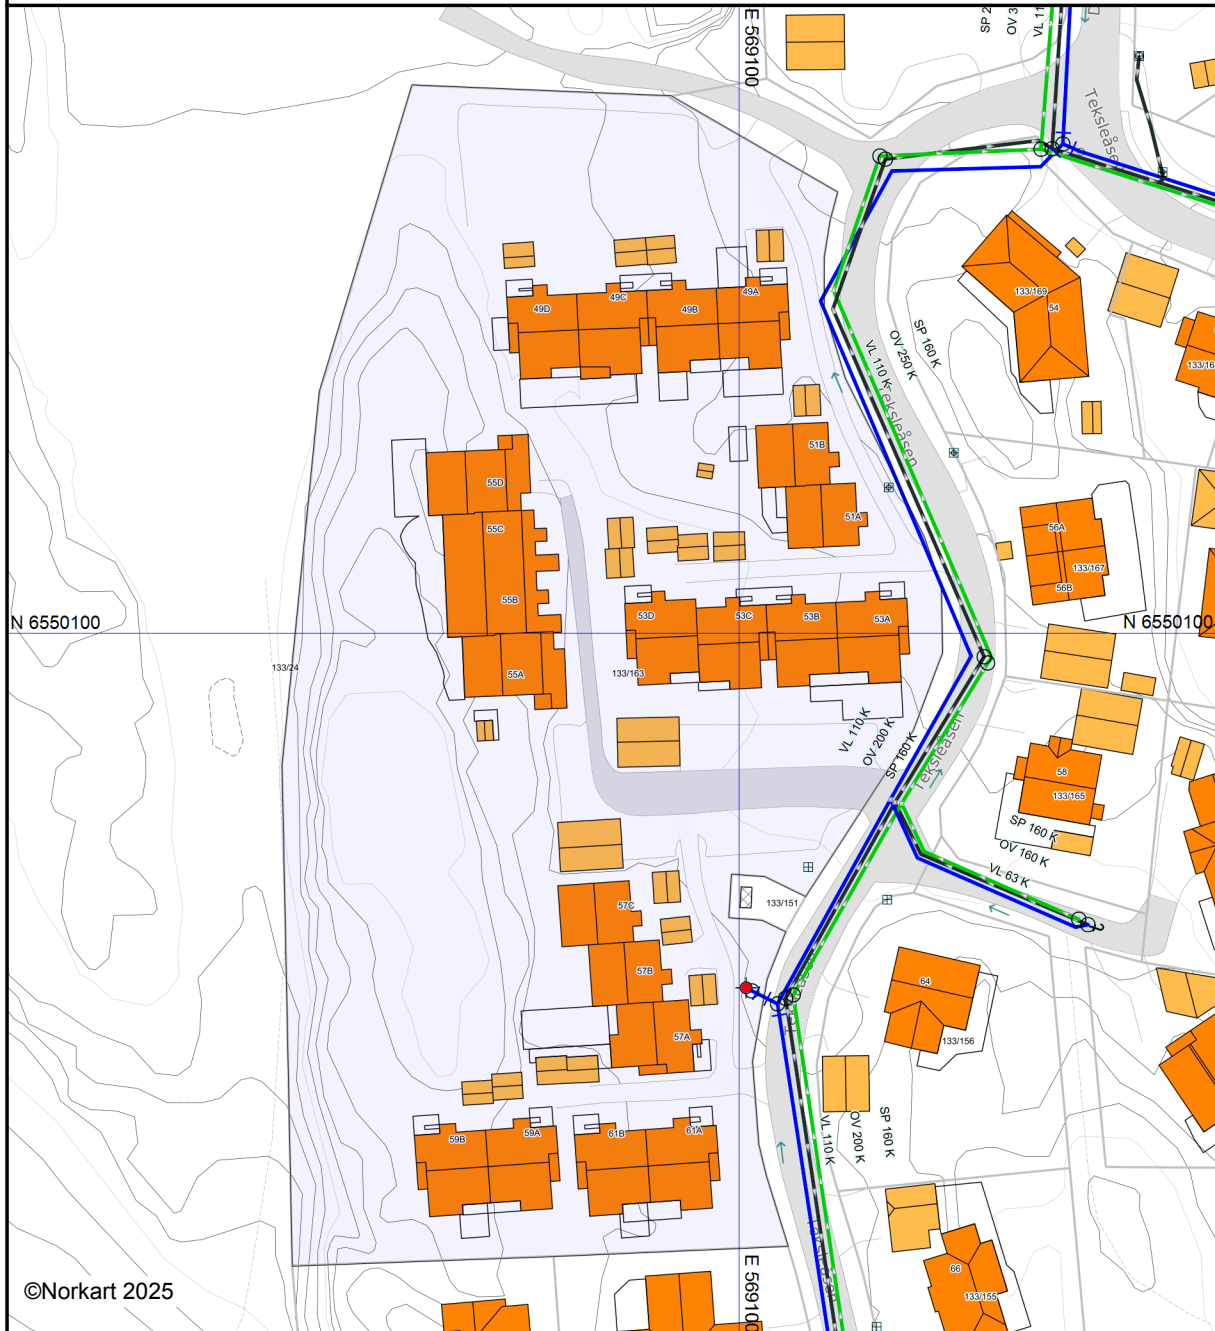 E 569100
SP 2
OV 3
VL 11
Teksleåsen
49D
49C
49B
49A
133/169
54
133/16
VL 110 K
OV 250 K
SP 160 K
Teksleåsen
51B
51A
55D
55C
55B
55A
56A
133/167
56B
53D
53C
53B
53A
N 6550100
N 6550100
133/24
133/163
VL 110 K
OV 200 K
SP 160 K
Teksleåsen
58
133/165
SP 160 K
OV 160 K
VL 63 K
57C
133/151
57B
57A
64
133/156
VL 110 K
OV 200 K
SP 160 K
59B
59A
61B
61A
Teksleåsen
66
133/155
E 569100
©Norkart 2025